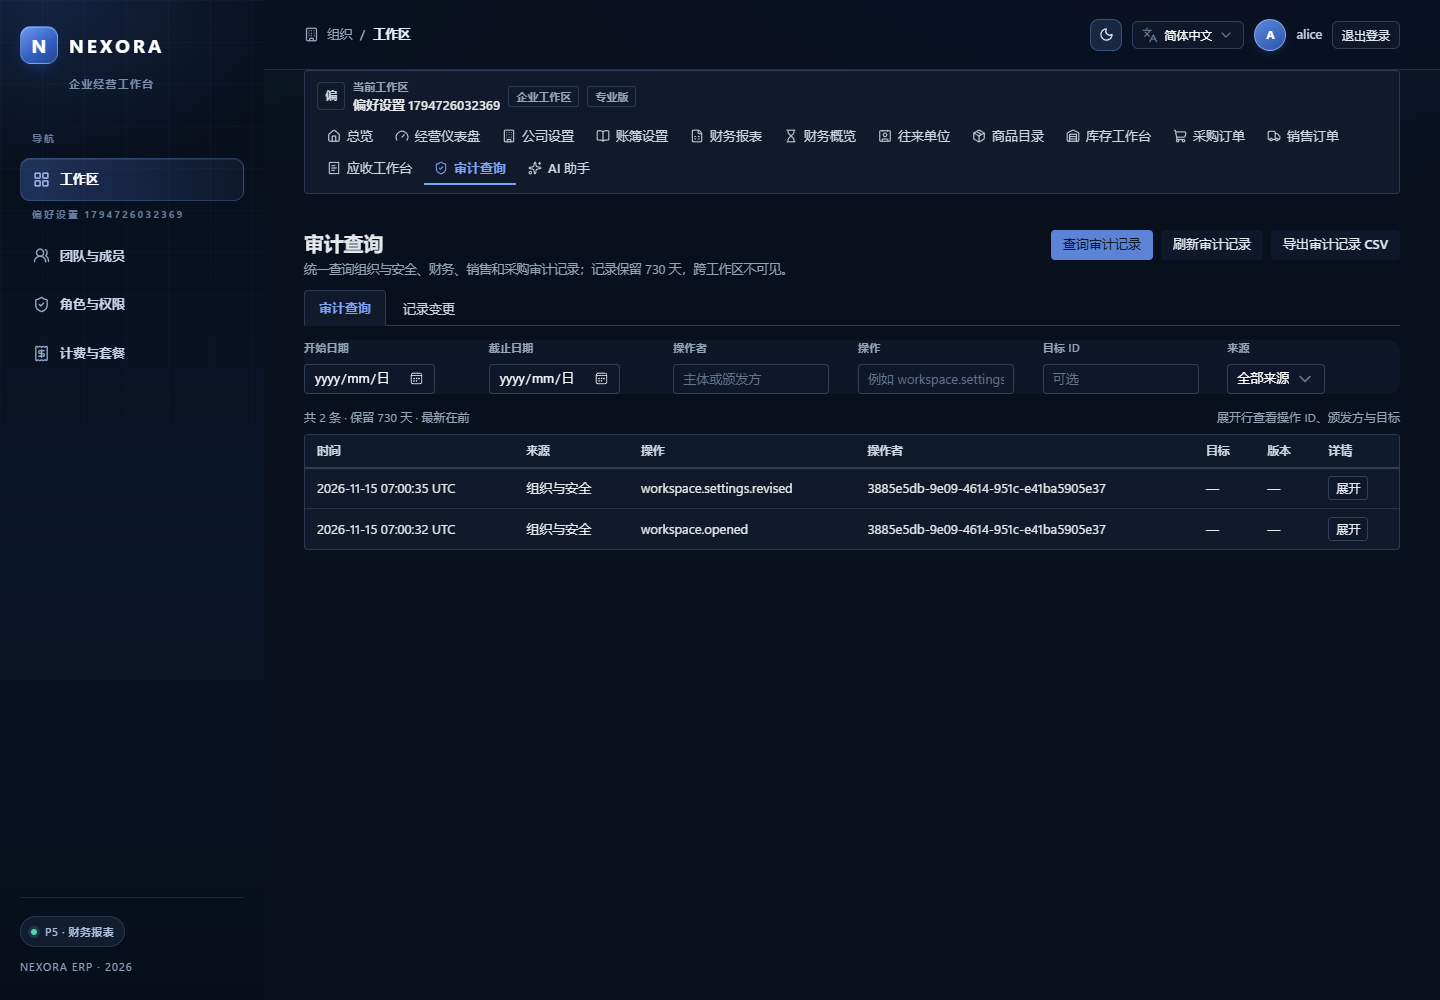 N NEXORA
企业经营工作台
导航
工作区
偏好设置 1794726032369
团队与成员
角色与权限
计费与套餐
P5 · 财务报表
NEXORA ERP · 2026
组织 / 工作区
简体中文
A alice
退出登录
偏
当前工作区
偏好设置 1794726032369
企业工作区
专业版
总览 经营仪表盘 公司设置 账簿设置 财务报表 财务概览 往来单位 商品目录 库存工作台 采购订单 销售订单
应收工作台 审计查询 AI 助手
审计查询
统一查询组织与安全、财务、销售和采购审计记录；记录保留 730 天，跨工作区不可见。
查询审计记录 刷新审计记录 导出审计记录 CSV
审计查询 记录变更
开始日期 截止日期 操作者 操作 目标 ID 来源
yyyy/mm/日 yyyy/mm/日 主体或颁发方 例如 workspace.settings 可选 全部来源
共 2 条 · 保留 730 天 · 最新在前 展开行查看操作 ID、颁发方与目标
时间 来源 操作 操作者 目标 版本 详情
2026-11-15 07:00:35 UTC 组织与安全 workspace.settings.revised 3885e5db-9e09-4614-951c-e41ba5905e37 — — 展开
2026-11-15 07:00:32 UTC 组织与安全 workspace.opened 3885e5db-9e09-4614-951c-e41ba5905e37 — — 展开